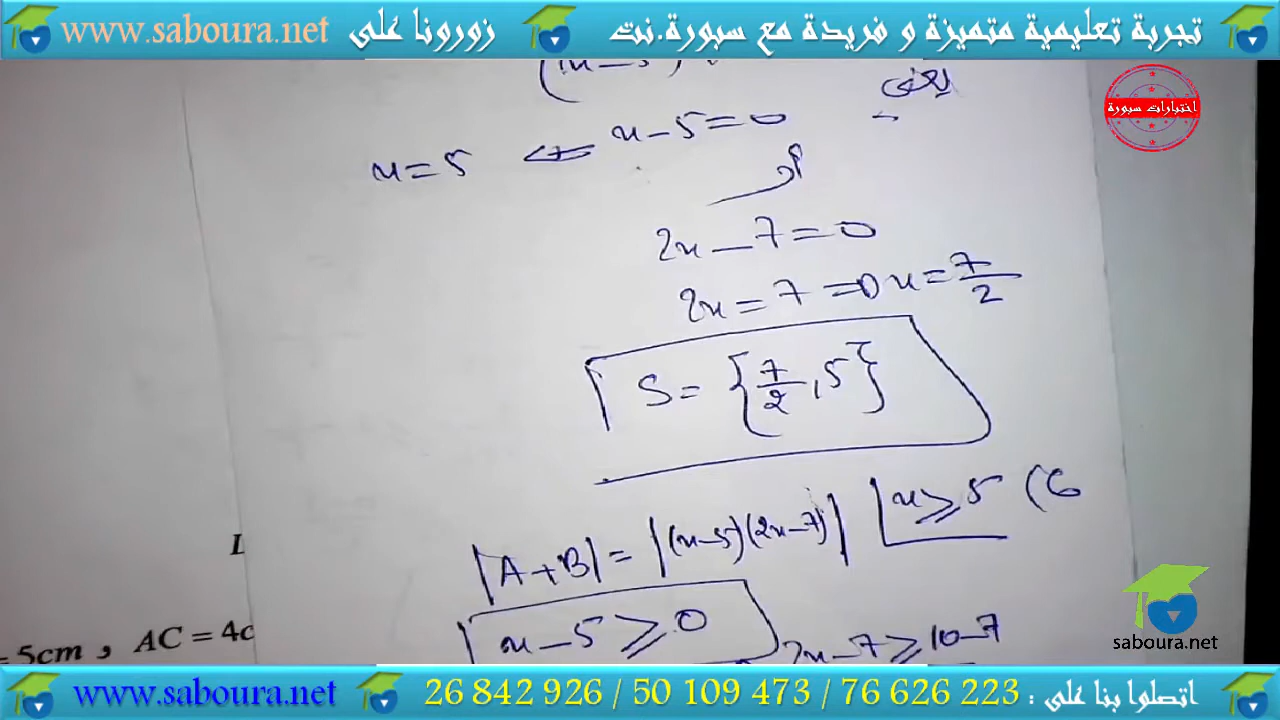 تجربة تعليمية متميزة و فريدة مع سبورة.نت زورونا على www.saboura.net
اختبارات سبورة
يعني
x-5=0 ⇐ x=5
أو
2x-7=0
2x=7 ⇒ x=7/2
S={7/2,5}
6) x≥5
|A+B|=|(x-5)(2x-7)|
x-5≥0
2x-7≥10-7
= 5cm , AC = 4c
saboura.net
اتصلوا بنا على : 26 842 926 / 50 109 473 / 76 626 223 www.saboura.net